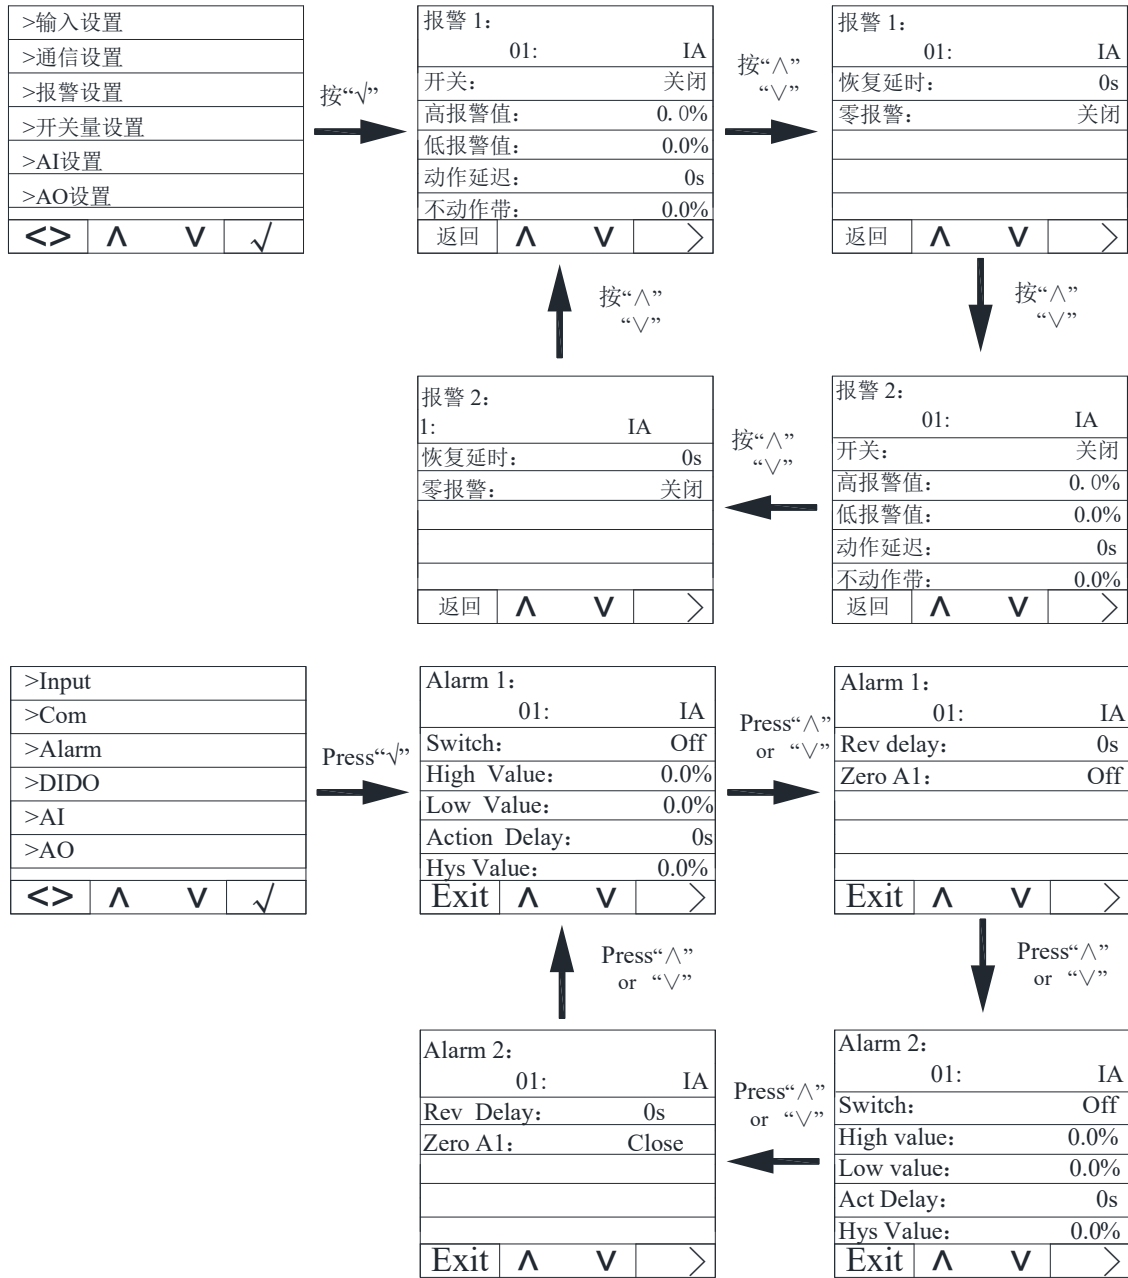 >输入设置
>通信设置
>报警设置
>开关量设置
>AI设置
>AO设置
<> ∧ ∨ √
按“√”
报警 1：
01: IA
开关： 关闭
高报警值： 0. 0%
低报警值： 0.0%
动作延迟： 0s
不动作带： 0.0%
返回 ∧ ∨ >
按“∧”
“∨”
报警 1：
01: IA
恢复延时： 0s
零报警： 关闭
返回 ∧ ∨ >
按“∧”
“∨”
报警 2：
01: IA
开关： 关闭
高报警值： 0. 0%
低报警值： 0.0%
动作延迟： 0s
不动作带： 0.0%
返回 ∧ ∨ >
按“∧”
“∨”
报警 2：
1: IA
恢复延时： 0s
零报警： 关闭
返回 ∧ ∨ >
按“∧”
“∨”
>Input
>Com
>Alarm
>DIDO
>AI
>AO
<> ∧ ∨ √
Press“√”
Alarm 1：
01: IA
Switch： Off
High Value： 0.0%
Low Value： 0.0%
Action Delay： 0s
Hys Value： 0.0%
Exit ∧ ∨ >
Press“∧”
or “∨”
Alarm 1：
01: IA
Rev delay： 0s
Zero A1： Off
Exit ∧ ∨ >
Press“∧”
or “∨”
Alarm 2：
01: IA
Switch： Off
High value： 0.0%
Low value： 0.0%
Act Delay： 0s
Hys Value： 0.0%
Exit ∧ ∨ >
Press“∧”
or “∨”
Alarm 2：
01: IA
Rev Delay： 0s
Zero A1： Close
Exit ∧ ∨ >
Press“∧”
or “∨”